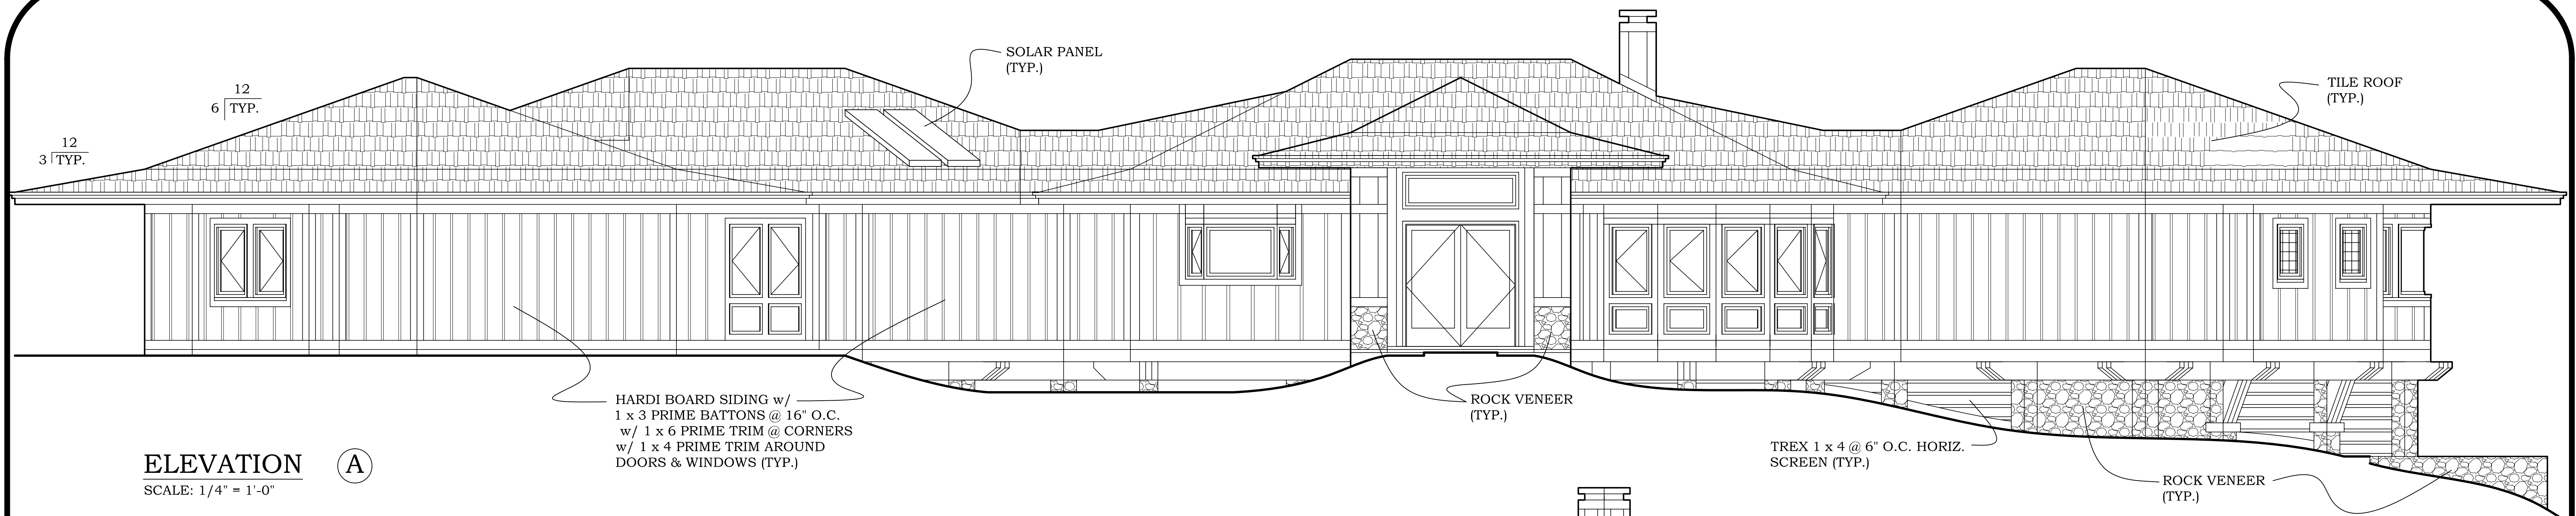 SOLAR PANEL
(TYP.)
TILE ROOF
(TYP.)
12
6 TYP.
12
3 TYP.
HARDI BOARD SIDING w/
1 x 3 PRIME BATTONS @ 16" O.C.
w/ 1 x 6 PRIME TRIM @ CORNERS
w/ 1 x 4 PRIME TRIM AROUND
DOORS & WINDOWS (TYP.)
ROCK VENEER
(TYP.)
TREX 1 x 4 @ 6" O.C. HORIZ.
SCREEN (TYP.)
ROCK VENEER
(TYP.)
ELEVATION A
SCALE: 1/4" = 1'-0"